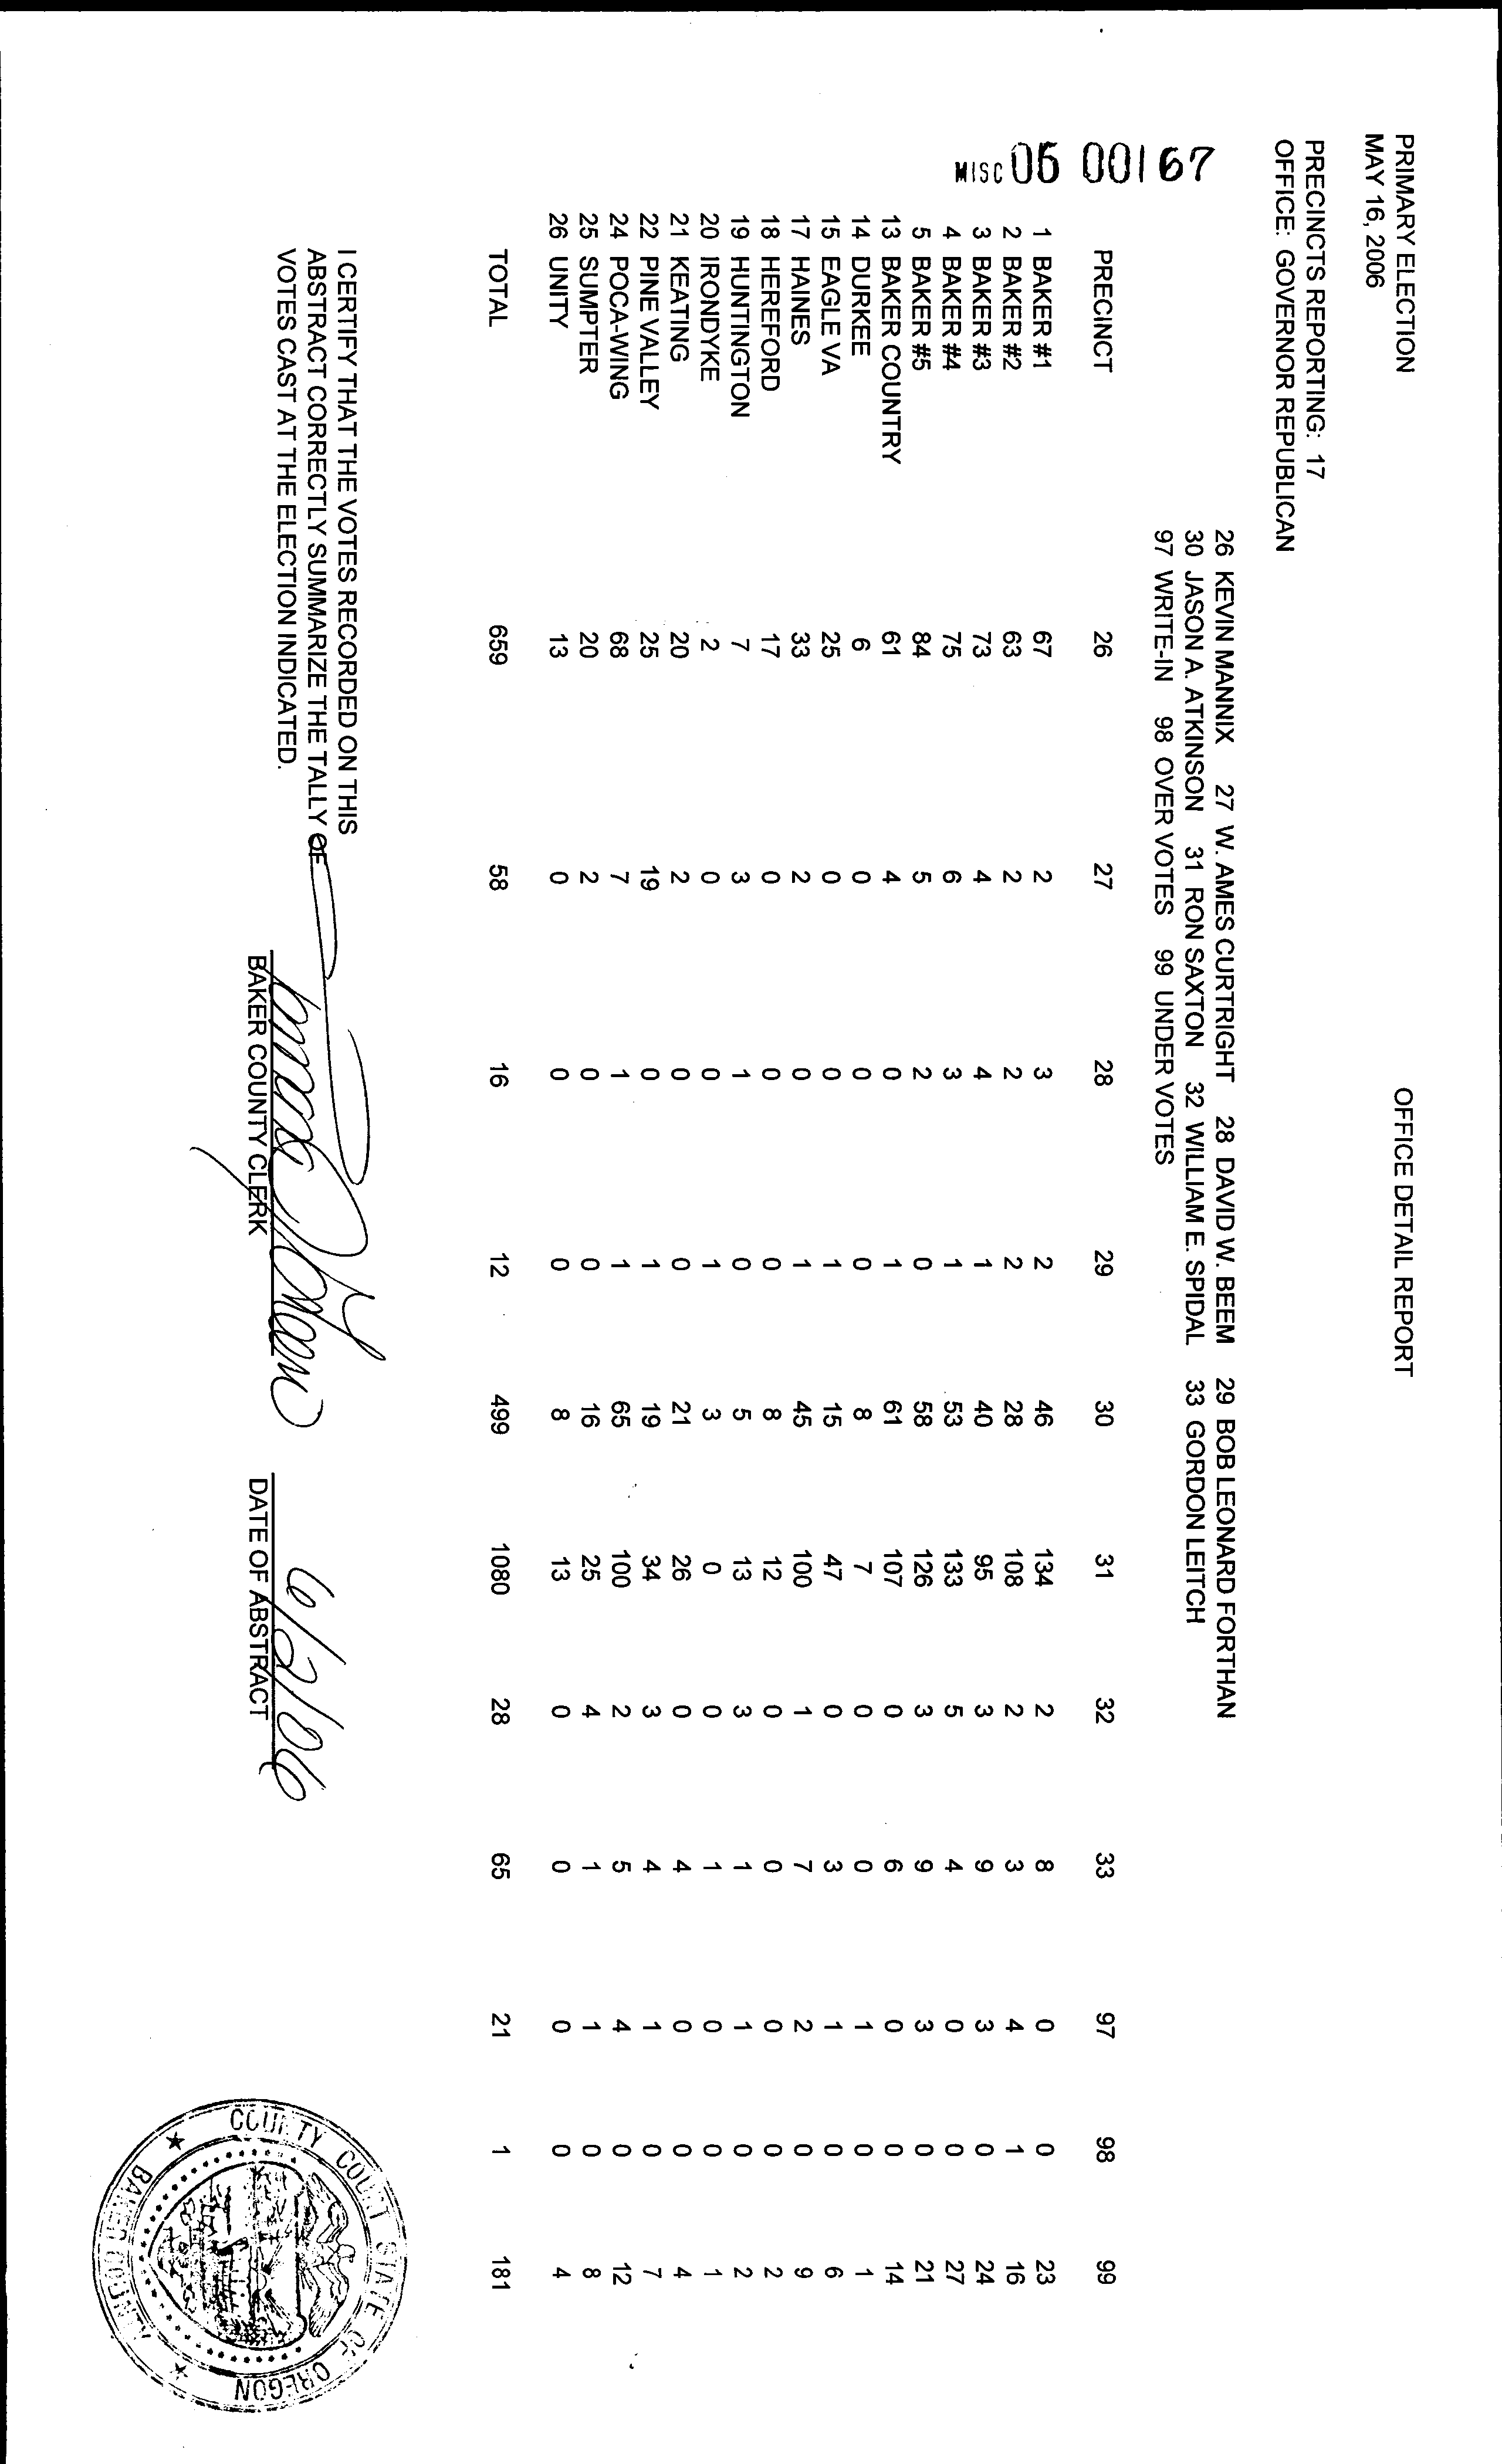 PRIMARY ELECTION OFFICE DETAIL REPORT
MAY 16, 2006
PRECINCTS REPORTING: 17
OFFICE: GOVERNOR REPUBLICAN
26 KEVIN MANNIX 27 W. AMES CURTRIGHT 28 DAVID W. BEEM 29 BOB LEONARD FORTHAN
30 JASON A. ATKINSON 31 RON SAXTON 32 WILLIAM E. SPIDAL 33 GORDON LEITCH
97 WRITE-IN 98 OVER VOTES 99 UNDER VOTES
MISC 06 00167
PRECINCT 26 27 28 29 30 31 32 33 97 98 99
1 BAKER #1 67 2 3 2 46 134 2 8 0 0 23
2 BAKER #2 63 2 2 2 28 108 2 3 4 1 16
3 BAKER #3 73 4 4 1 40 95 3 9 3 0 24
4 BAKER #4 75 6 3 1 53 133 5 4 0 0 27
5 BAKER #5 84 5 2 0 58 126 3 9 3 0 21
13 BAKER COUNTRY 61 4 0 1 61 107 0 6 0 0 14
14 DURKEE 6 0 0 0 8 7 0 0 1 0 1
15 EAGLE VA 25 0 0 1 15 47 0 3 1 0 6
17 HAINES 33 2 0 1 45 100 1 7 2 0 9
18 HEREFORD 17 0 0 0 8 12 0 0 0 0 2
19 HUNTINGTON 7 3 1 0 5 13 3 1 1 0 2
20 IRONDYKE 2 0 0 1 3 0 0 1 0 0 1
21 KEATING 20 2 0 0 21 26 0 4 0 0 4
22 PINE VALLEY 25 19 0 1 19 34 3 4 1 0 7
24 POCA-WING 68 7 1 1 65 100 2 5 4 0 12
25 SUMPTER 20 2 0 0 16 25 4 1 1 0 8
26 UNITY 13 0 0 0 8 13 0 0 0 0 4
TOTAL 659 58 16 12 499 1080 28 65 21 1 181
I CERTIFY THAT THE VOTES RECORDED ON THIS
ABSTRACT CORRECTLY SUMMARIZE THE TALLY OF
VOTES CAST AT THE ELECTION INDICATED.
6/2/06
BAKER COUNTY CLERK DATE OF ABSTRACT
COUNTY COURT STATE OF OREGON
BAKER COUNTY